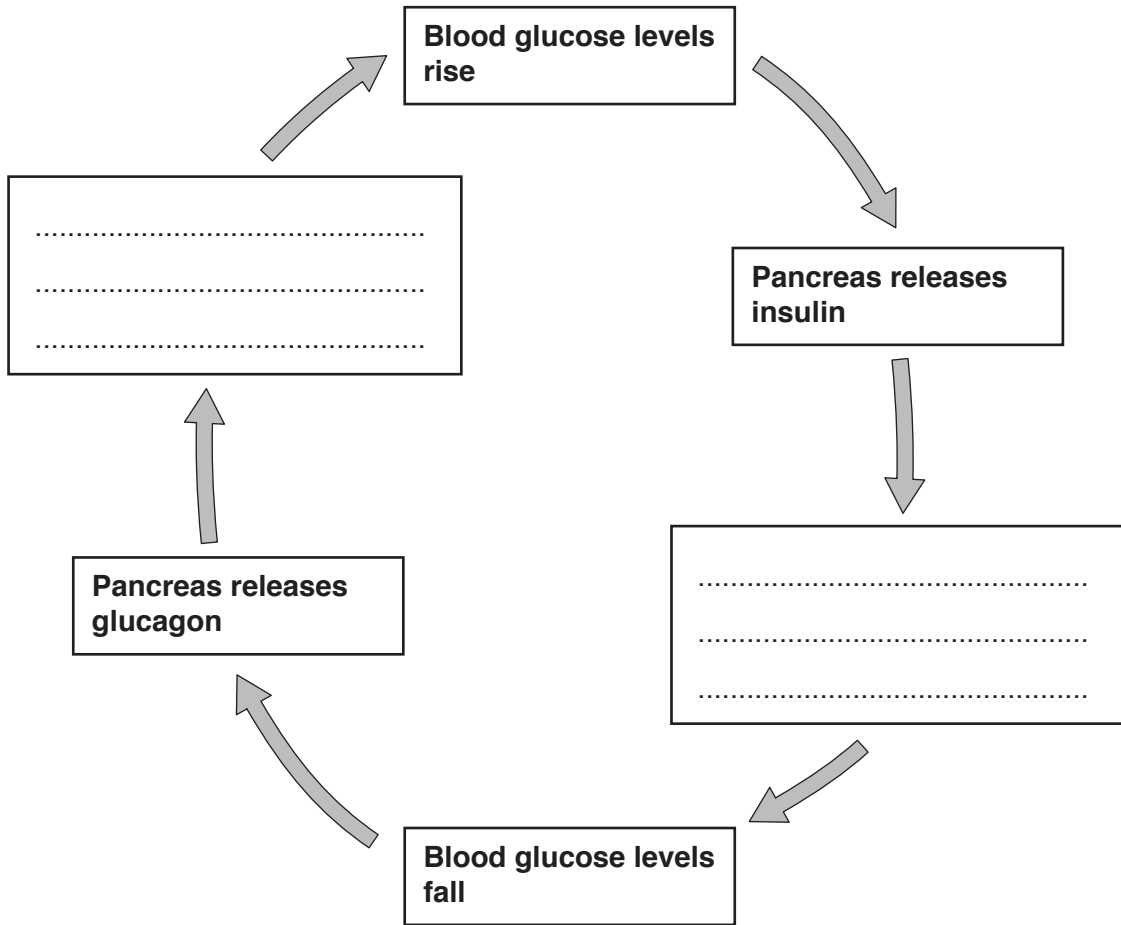 Blood glucose levels
rise
Pancreas releases
insulin
Blood glucose levels
fall
Pancreas releases
glucagon